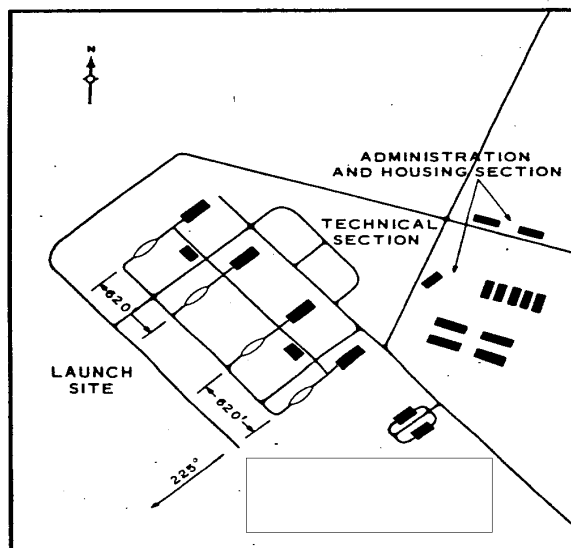 N
ADMINISTRATION
AND HOUSING SECTION
TECHNICAL
SECTION
620
LAUNCH
SITE
620'
225°